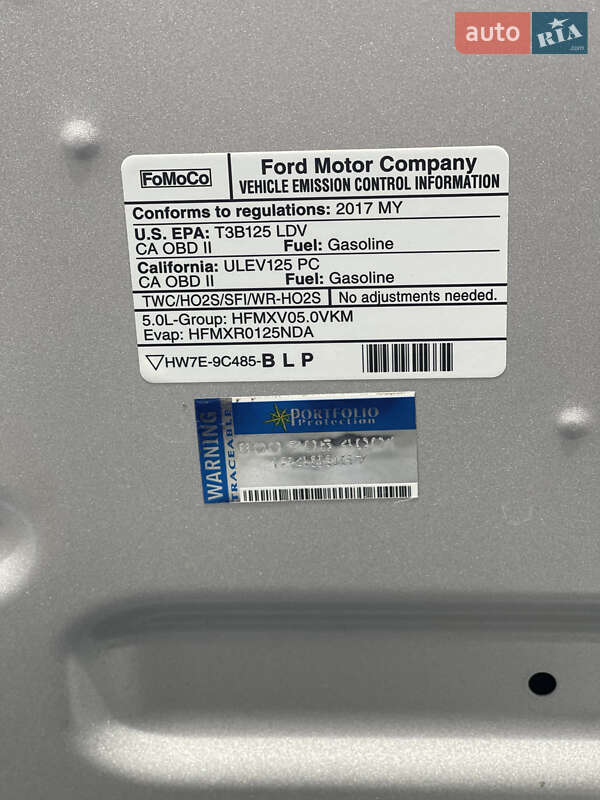 auto RIA.com
FoMoCo
Ford Motor Company
VEHICLE EMISSION CONTROL INFORMATION
Conforms to regulations: 2017 MY
U.S. EPA: T3B125 LDV
CA OBD II Fuel: Gasoline
California: ULEV125 PC
CA OBD II Fuel: Gasoline
TWC/HO2S/SFI/WR-HO2S No adjustments needed.
5.0L-Group: HFMXV05.0VKM
Evap: HFMXR0125NDA
HW7E-9C485-BLP
WARNING
TRACEABLE
PORTFOLIO
Protection